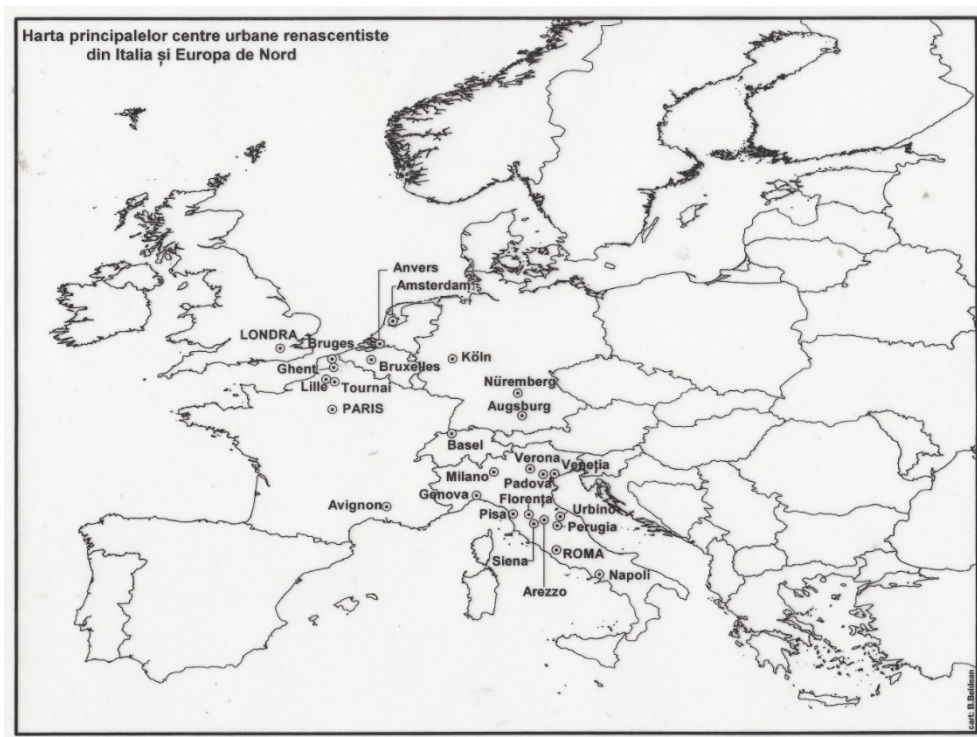 Harta principalelor centre urbane renascentiste
din Italia și Europa de Nord
Anvers
Amsterdam
LONDRA
Bruges
Ghent
Bruxelles
Köln
Lille
Tournai
Nüremberg
PARIS
Augsburg
Basel
Verona
Veneția
Milano
Padova
Genova
Florența
Avignon
Pisa
Urbino
Perugia
Siena
ROMA
Arezzo
Napoli
cart: B.Beldean